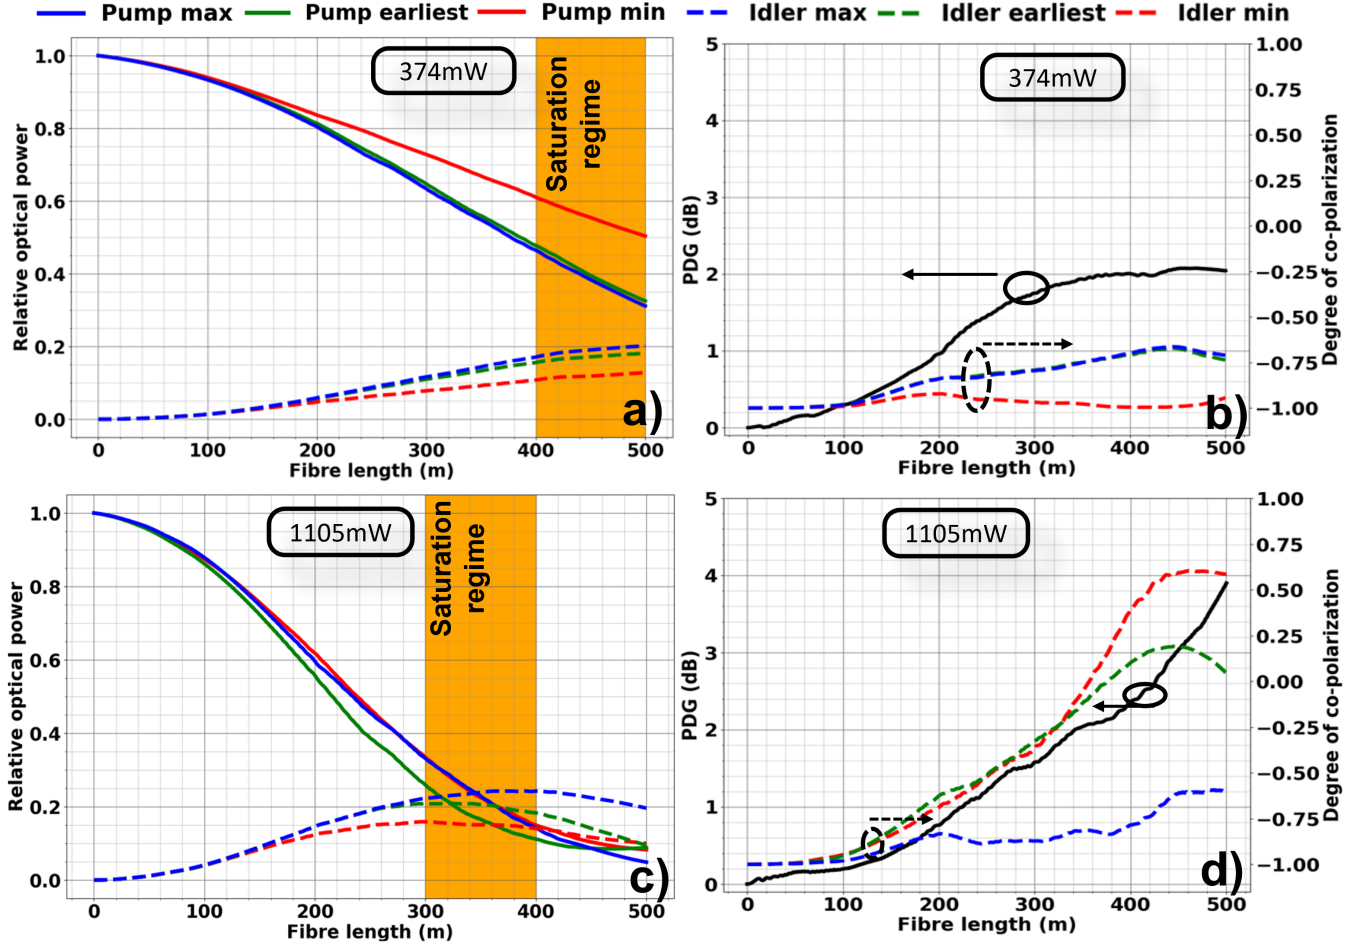 Pump max Pump earliest Pump min Idler max Idler earliest Idler min
374mW
Saturation
regime
Relative optical power
1.0
0.8
0.6
0.4
0.2
0.0
a)
0 100 200 300 400 500
Fibre length (m)
374mW
PDG (dB)
5
4
3
2
1
0
1.00
0.75
0.50
0.25
0.00
−0.25
−0.50
−0.75
−1.00
Degree of co-polarization
b)
0 100 200 300 400 500
Fibre length (m)
1105mW
Saturation
regime
Relative optical power
1.0
0.8
0.6
0.4
0.2
0.0
c)
0 100 200 300 400 500
Fibre length (m)
1105mW
PDG (dB)
5
4
3
2
1
0
1.00
0.75
0.50
0.25
0.00
−0.25
−0.50
−0.75
−1.00
Degree of co-polarization
d)
0 100 200 300 400 500
Fibre length (m)